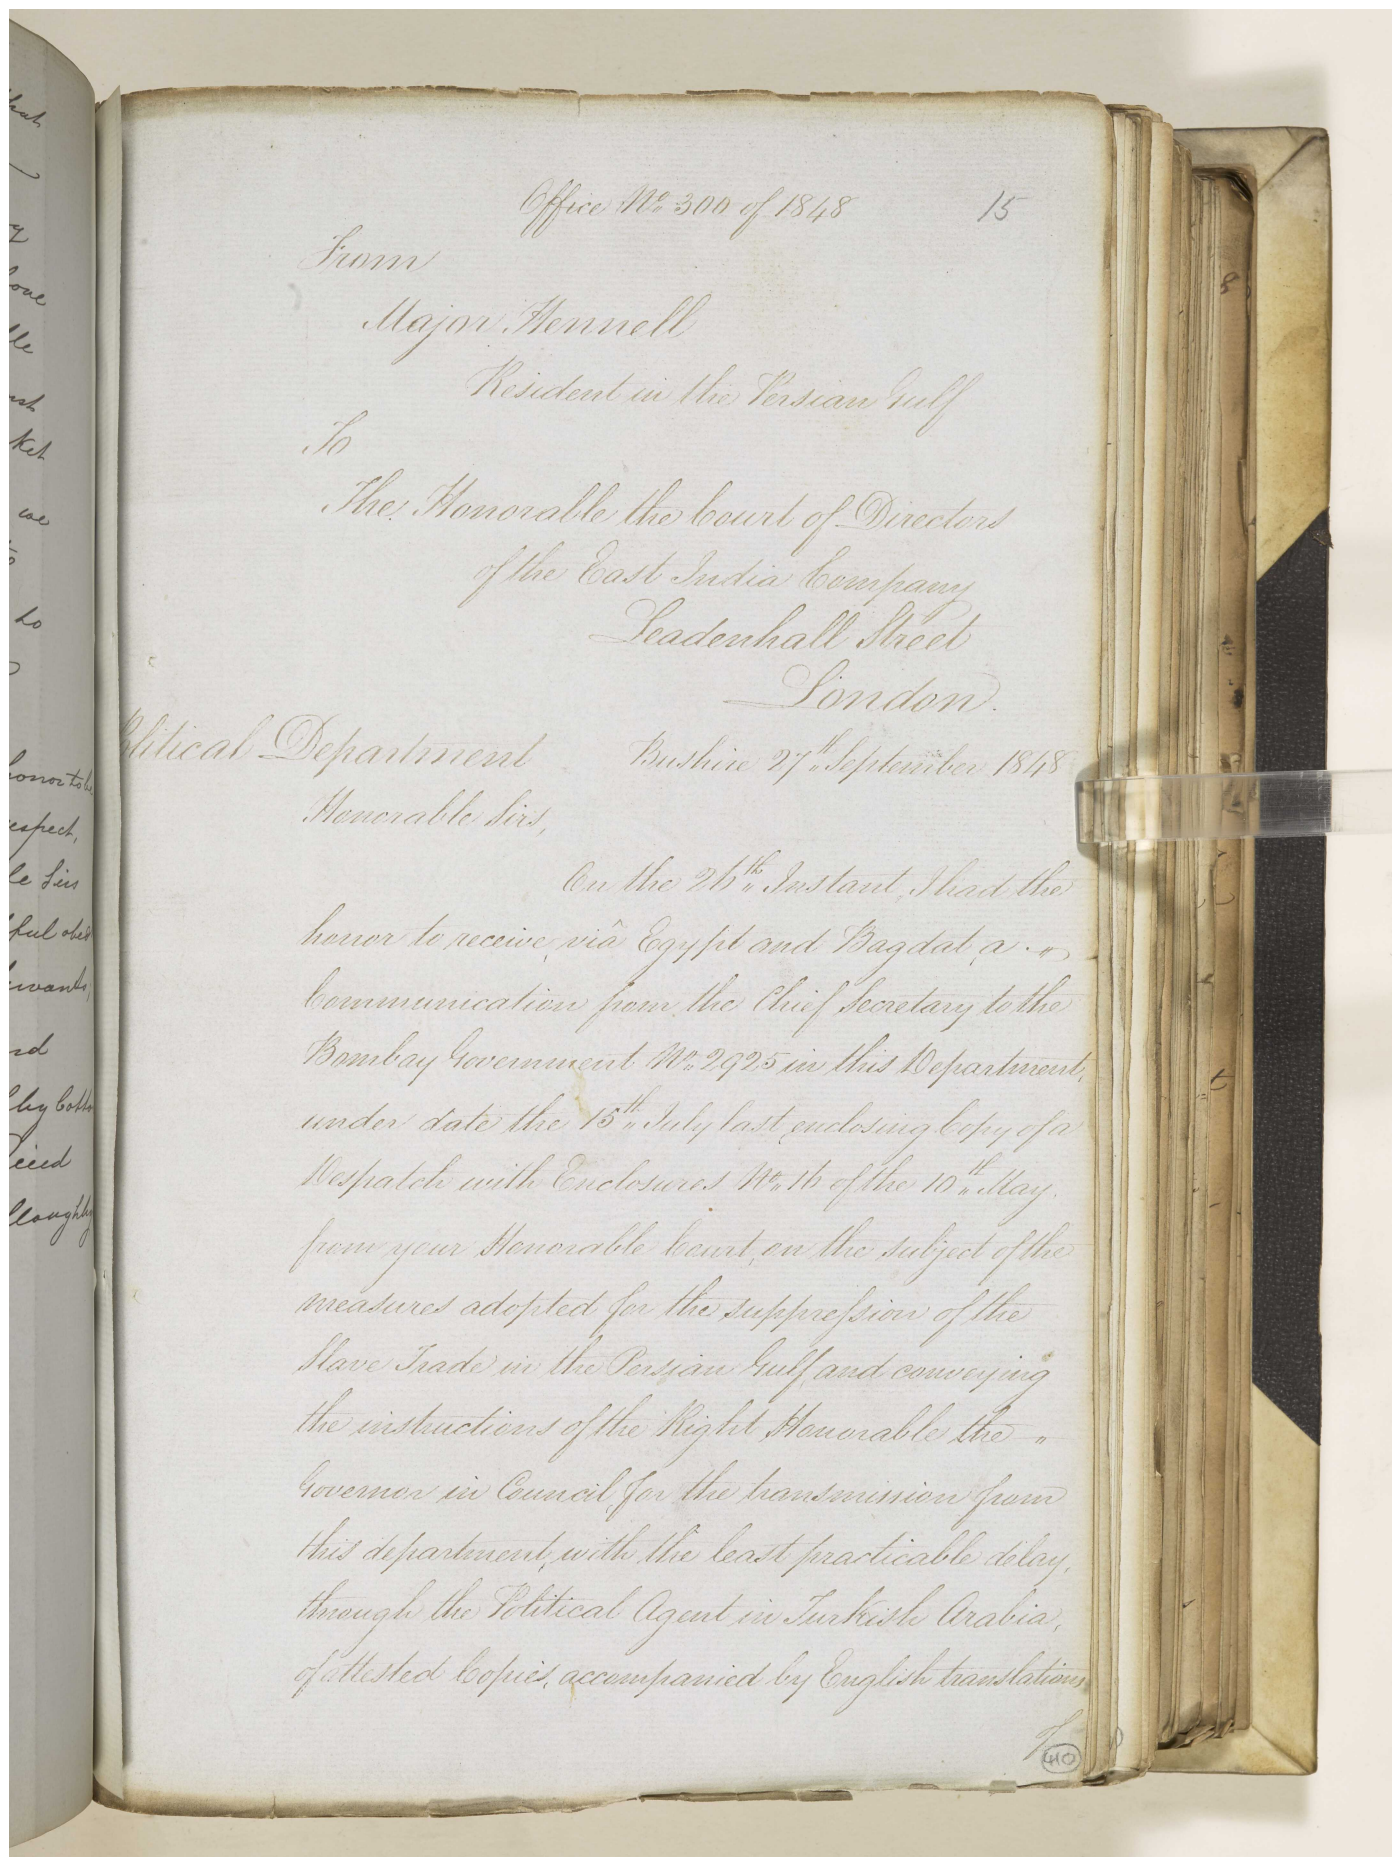 Office No. 300 of 1848
15
From
Major Hennell
Resident in the Persian Gulf
To
The Honorable the Court of Directors
of the East India Company
Leadenhall Street
London.
Political Department Bushire 27th September 1848
Honorable Sirs,
On the 26th Instant, I had the
honor to receive, viâ Egypt and Bagdat, a "
Communication from the Chief Secretary to the
Bombay Government No. 2925 in this Department,
under date the 15th July last, enclosing Copy of a
Despatch with Enclosures No. 16 of the 10th May.
from your Honorable Court, on the subject of the
measures adopted for the suppression of the
Slave Trade in the Persian Gulf, and conveying
the instructions of the Right Honorable the "
Governor in Council, for the transmission from
this department, with the least practicable delay,
through the Political Agent in Turkish Arabia,
of attested Copies, accompanied by English translations
410